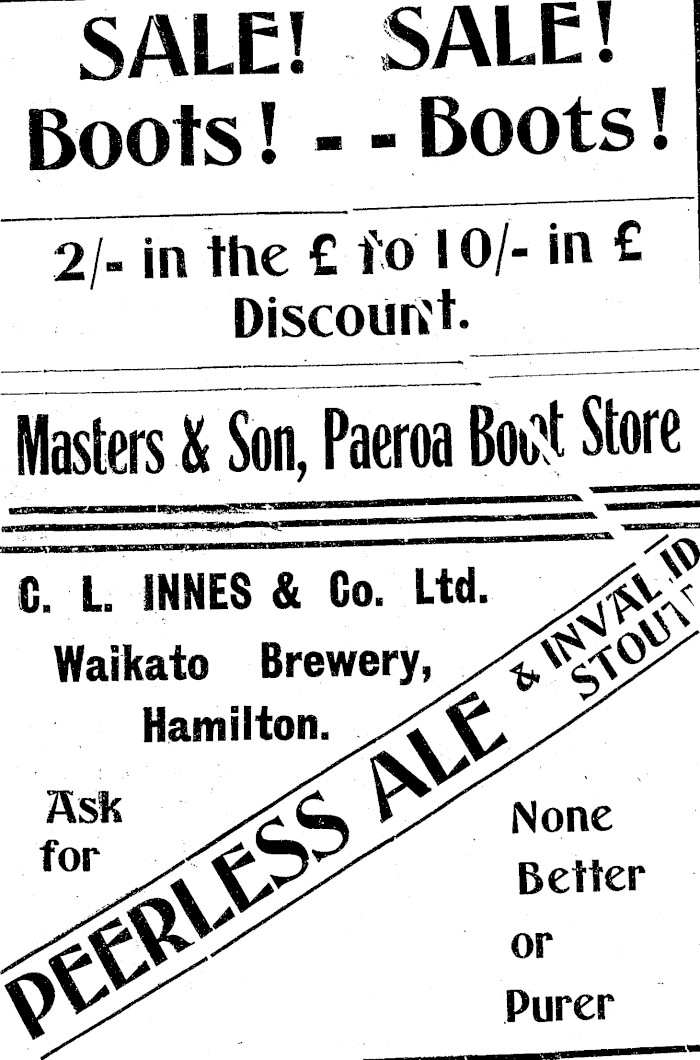 SALE! SALE!
Boots! - - Boots!
2/- in the £ to 10/- in £
Discount.
Masters & Son, Paeroa Boot Store
C. L. INNES & Co. Ltd.
Waikato Brewery,
Hamilton.
Ask
for
PEERLESS ALE & INVALID
STOUT
None
Better
or
Purer